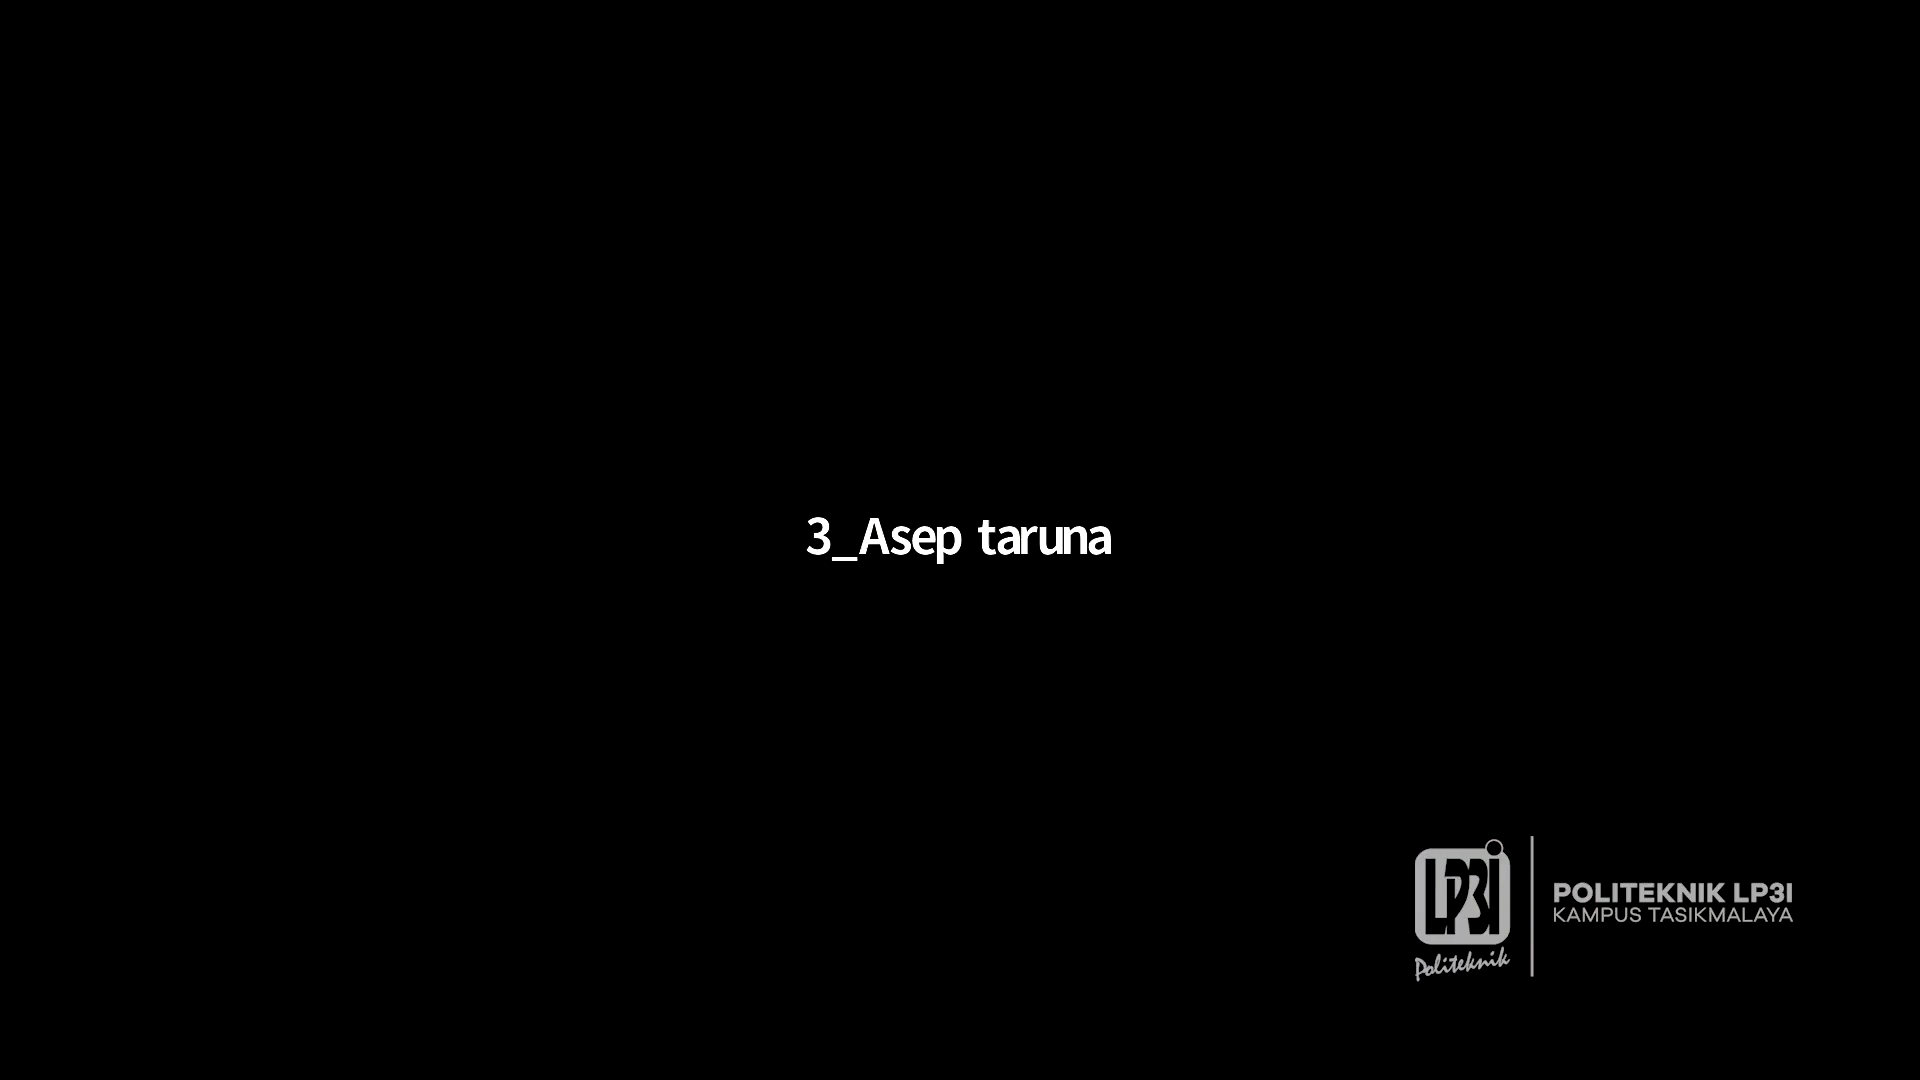 3_Asep taruna
LP3I
Politeknik
POLITEKNIK LP3I
KAMPUS TASIKMALAYA